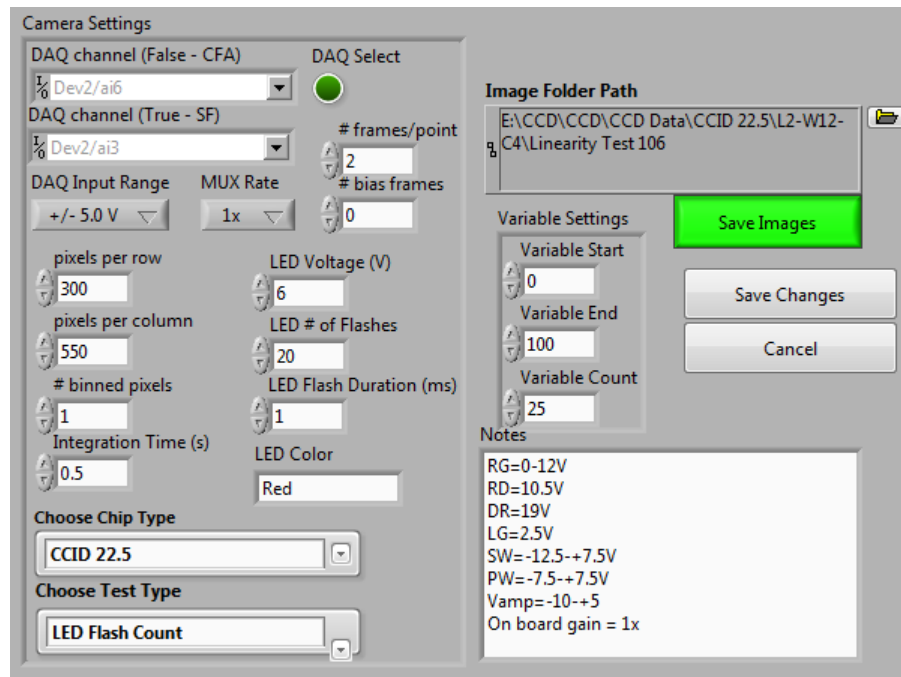 Camera Settings
DAQ channel (False - CFA)
DAQ Select
I/O Dev2/ai6
DAQ channel (True - SF)
I/O Dev2/ai3
# frames/point
2
DAQ Input Range
MUX Rate
# bias frames
+/- 5.0 V
1x
0
pixels per row
300
LED Voltage (V)
6
pixels per column
550
LED # of Flashes
20
# binned pixels
1
LED Flash Duration (ms)
1
Integration Time (s)
0.5
LED Color
Red
Choose Chip Type
CCID 22.5
Choose Test Type
LED Flash Count
Image Folder Path
E:\CCD\CCD\CCD Data\CCID 22.5\L2-W12-
C4\Linearity Test 106
Variable Settings
Save Images
Variable Start
0
Variable End
100
Variable Count
25
Save Changes
Cancel
Notes
RG=0-12V
RD=10.5V
DR=19V
LG=2.5V
SW=-12.5-+7.5V
PW=-7.5-+7.5V
Vamp=-10-+5
On board gain = 1x